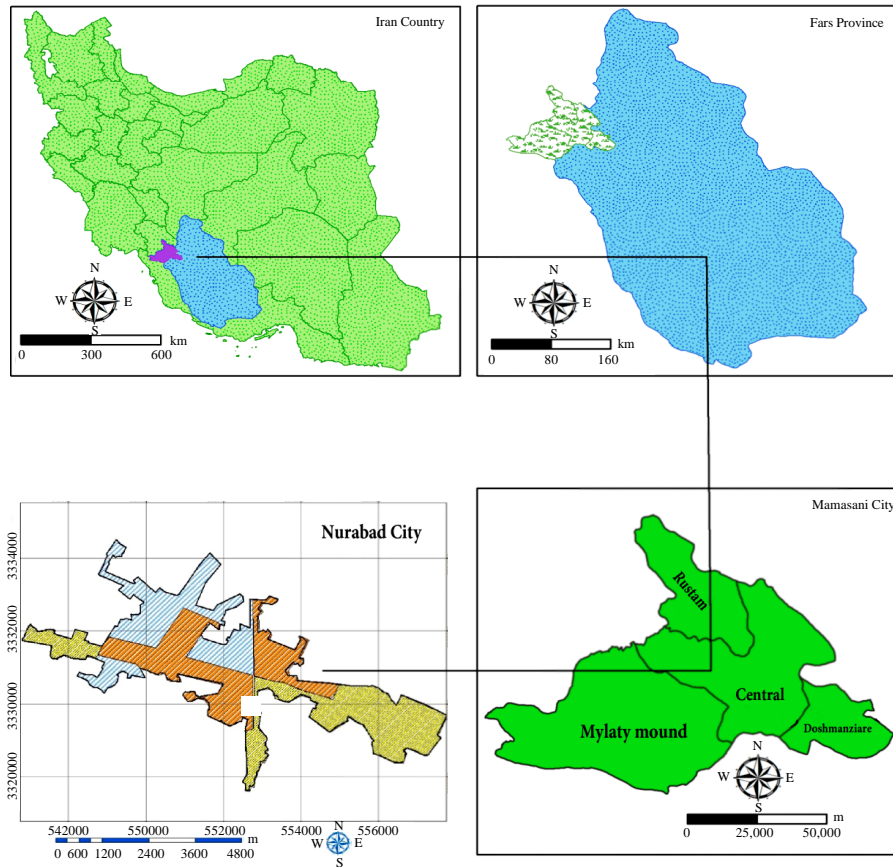 Iran Country
N
W E
S
0 300 600 km
Fars Province
N
W E
S
0 80 160 km
Nurabad City
3334000
3332000
3330000
3320000
542000 550000 552000 554000 556000
0 600 1200 2400 3600 4800 m
N
W E
S
Mamasani City
Rustam
Central
Mylaty mound
Doshmanziare
N
W E
S
0 25,000 50,000 m